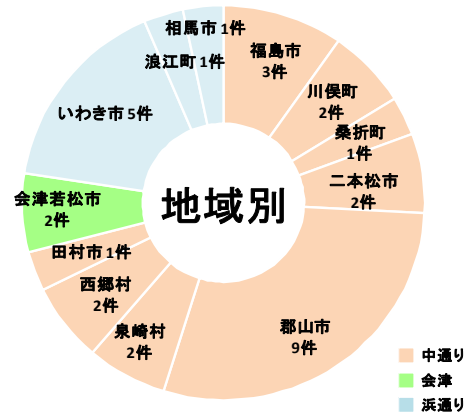 相馬市1件
浪江町1件
いわき市5件
会津若松市
2件
田村市1件
西郷村
2件
泉崎村
2件
福島市
3件
川俣町
2件
桑折町
1件
二本松市
2件
郡山市
9件
地域別
中通り
会津
浜通り